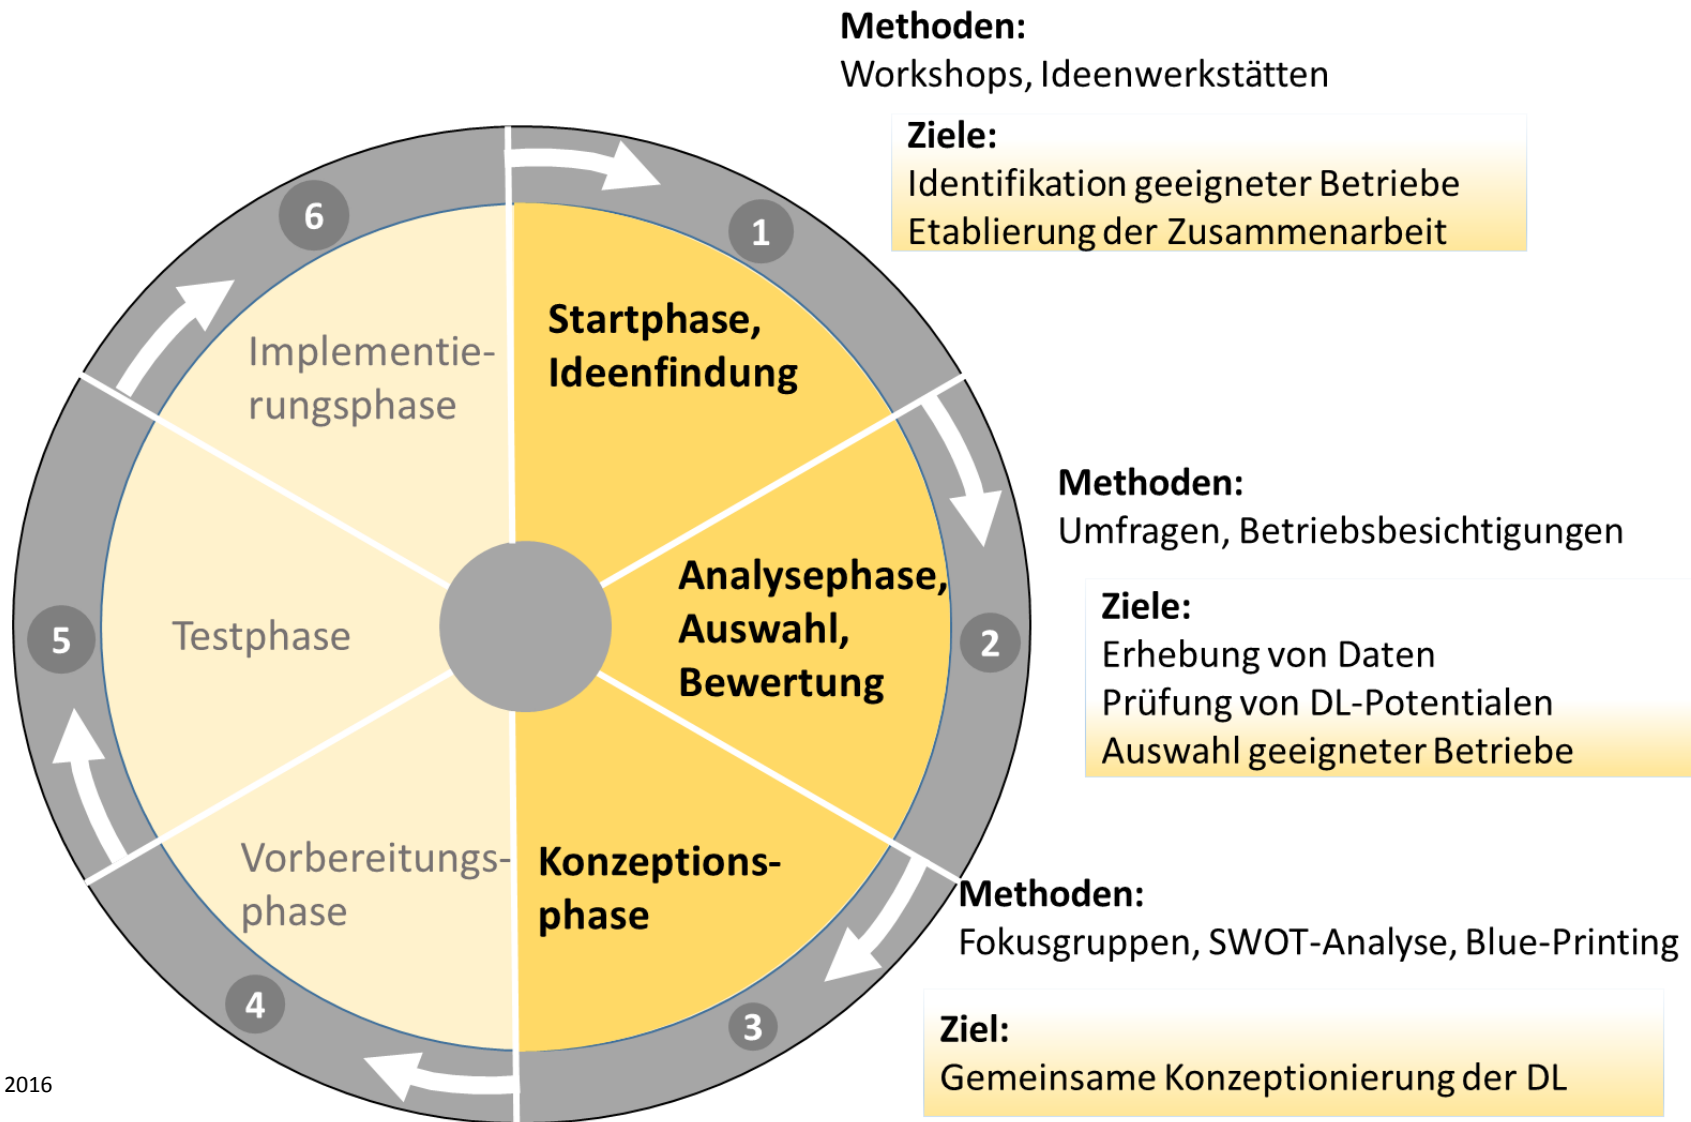 Methoden:
Workshops, Ideenwerkstätten
Ziele:
Identifikation geeigneter Betriebe
Etablierung der Zusammenarbeit
1
Startphase,
Ideenfindung
Methoden:
Umfragen, Betriebsbesichtigungen
Ziele:
Erhebung von Daten
Prüfung von DL-Potentialen
Auswahl geeigneter Betriebe
2
Analysephase,
Auswahl,
Bewertung
Methoden:
Fokusgruppen, SWOT-Analyse, Blue-Printing
Ziel:
Gemeinsame Konzeptionierung der DL
3
Konzeptions-
phase
4
Vorbereitungs-
phase
5
Testphase
6
Implementie-
rungsphase
2016